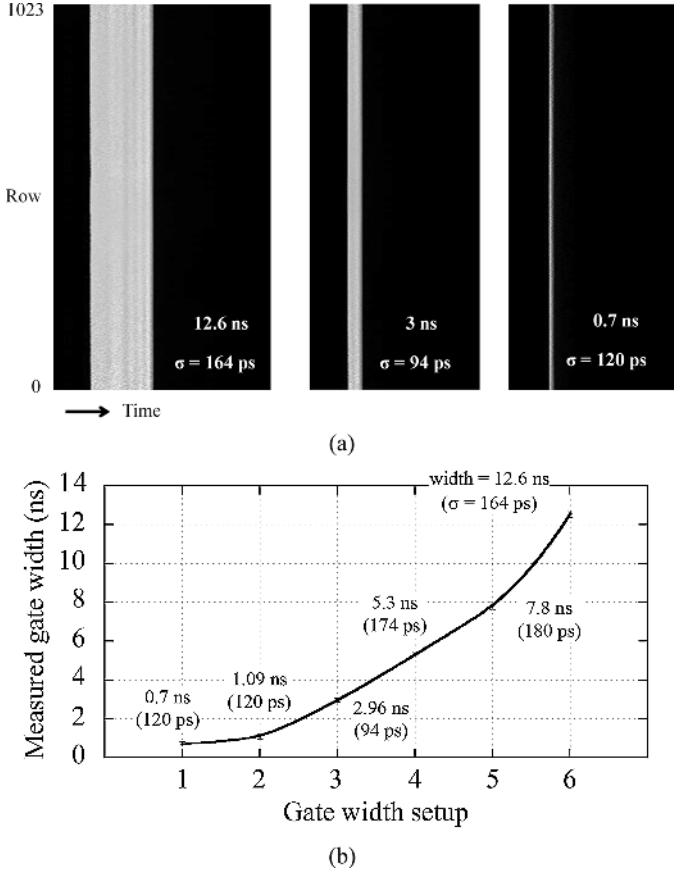 1023
Row
0
12.6 ns
σ = 164 ps
3 ns
σ = 94 ps
0.7 ns
σ = 120 ps
Time
(a)
Measured gate width (ns)
14
12
10
8
6
4
2
0
width = 12.6 ns
(σ = 164 ps)
5.3 ns
(174 ps)
7.8 ns
(180 ps)
1.09 ns
(120 ps)
0.7 ns
(120 ps)
2.96 ns
(94 ps)
1 2 3 4 5 6
Gate width setup
(b)